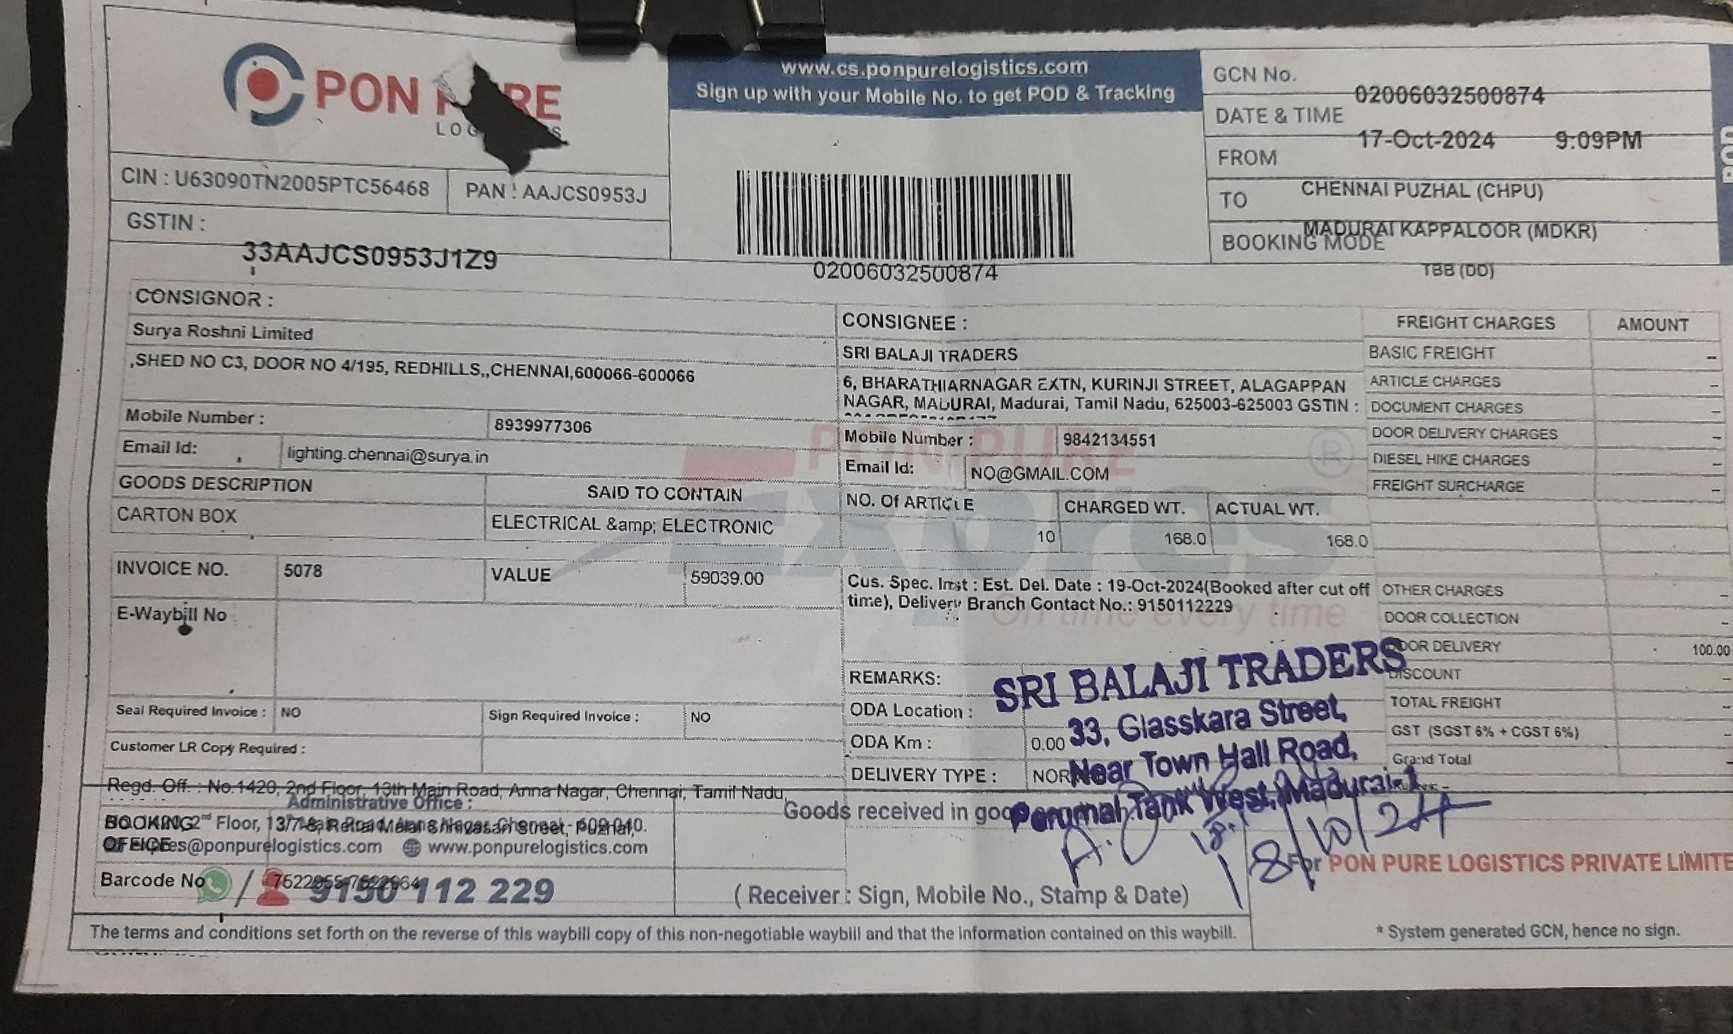 PON PURE
www.cs.ponpurelogistics.com
Sign up with your Mobile No. to get POD & Tracking
GCN No.
02006032500874
DATE & TIME
17-Oct-2024 9:09PM
FROM
CHENNAI PUZHAL (CHPU)
TO
MADURAI KAPPALOOR (MDKR)
BOOKING MODE
TBB (DD)
POD
CIN : U63090TN2005PTC56468
PAN : AAJCS0953J
GSTIN :
33AAJCS0953J1Z9
02006032500874
CONSIGNOR :
Surya Roshni Limited
,SHED NO C3, DOOR NO 4/195, REDHILLS,,CHENNAI,600066-600066
Mobile Number : 8939977306
Email Id: lighting.chennai@surya.in
GOODS DESCRIPTION SAID TO CONTAIN
CARTON BOX ELECTRICAL &amp; ELECTRONIC
INVOICE NO. 5078 VALUE 59039.00
E-Waybill No
Seal Required Invoice : NO Sign Required Invoice : NO
Customer LR Copy Required :
CONSIGNEE :
SRI BALAJI TRADERS
6, BHARATHIARNAGAR EXTN, KURINJI STREET, ALAGAPPAN
NAGAR, MADURAI, Madurai, Tamil Nadu, 625003-625003 GSTIN :
Mobile Number : 9842134551
Email Id: NO@GMAIL.COM
NO. Of ARTICLE CHARGED WT. ACTUAL WT.
10 168.0 168.0
PON PURE
Xpres ®
On time every time
Cus. Spec. Inst : Est. Del. Date : 19-Oct-2024(Booked after cut off
time), Delivery Branch Contact No.: 9150112229
REMARKS:
ODA Location :
ODA Km : 0.00
DELIVERY TYPE :
FREIGHT CHARGES AMOUNT
BASIC FREIGHT –
ARTICLE CHARGES –
DOCUMENT CHARGES –
DOOR DELIVERY CHARGES –
DIESEL HIKE CHARGES –
FREIGHT SURCHARGE –
OTHER CHARGES –
DOOR COLLECTION –
DOOR DELIVERY 100.00
DISCOUNT –
TOTAL FREIGHT –
GST (SGST 6% + CGST 6%) –
Grand Total
SRI BALAJI TRADERS
33, Glasskara Street,
Near Town Hall Road,
Perumal Tank West, Madurai-1
18/10/24
Regd. Off. : No.1420, 2nd Floor, 13th Main Road, Anna Nagar, Chennai, Tamil Nadu,
Administrative Office :
BOOKING
OFFICE
@ponpurelogistics.com www.ponpurelogistics.com
Barcode No
/ 9150 112 229
Goods received in
( Receiver : Sign, Mobile No., Stamp & Date)
For PON PURE LOGISTICS PRIVATE LIMITE
The terms and conditions set forth on the reverse of this waybill copy of this non-negotiable waybill and that the information contained on this waybill.
* System generated GCN, hence no sign.